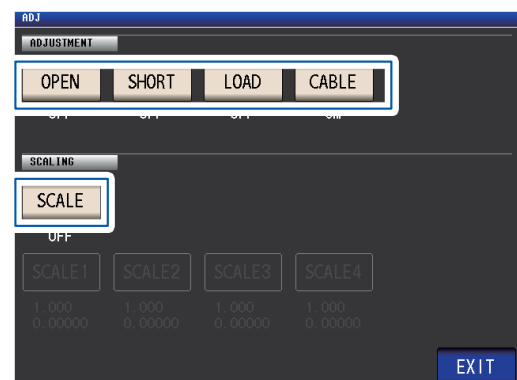 ADJ
ADJUSTMENT
OPEN SHORT LOAD CABLE
SCALING
SCALE
OFF
SCALE1 SCALE2 SCALE3 SCALE4
1.000 1.000 1.000 1.000
0.00000 0.00000 0.00000 0.00000
EXIT